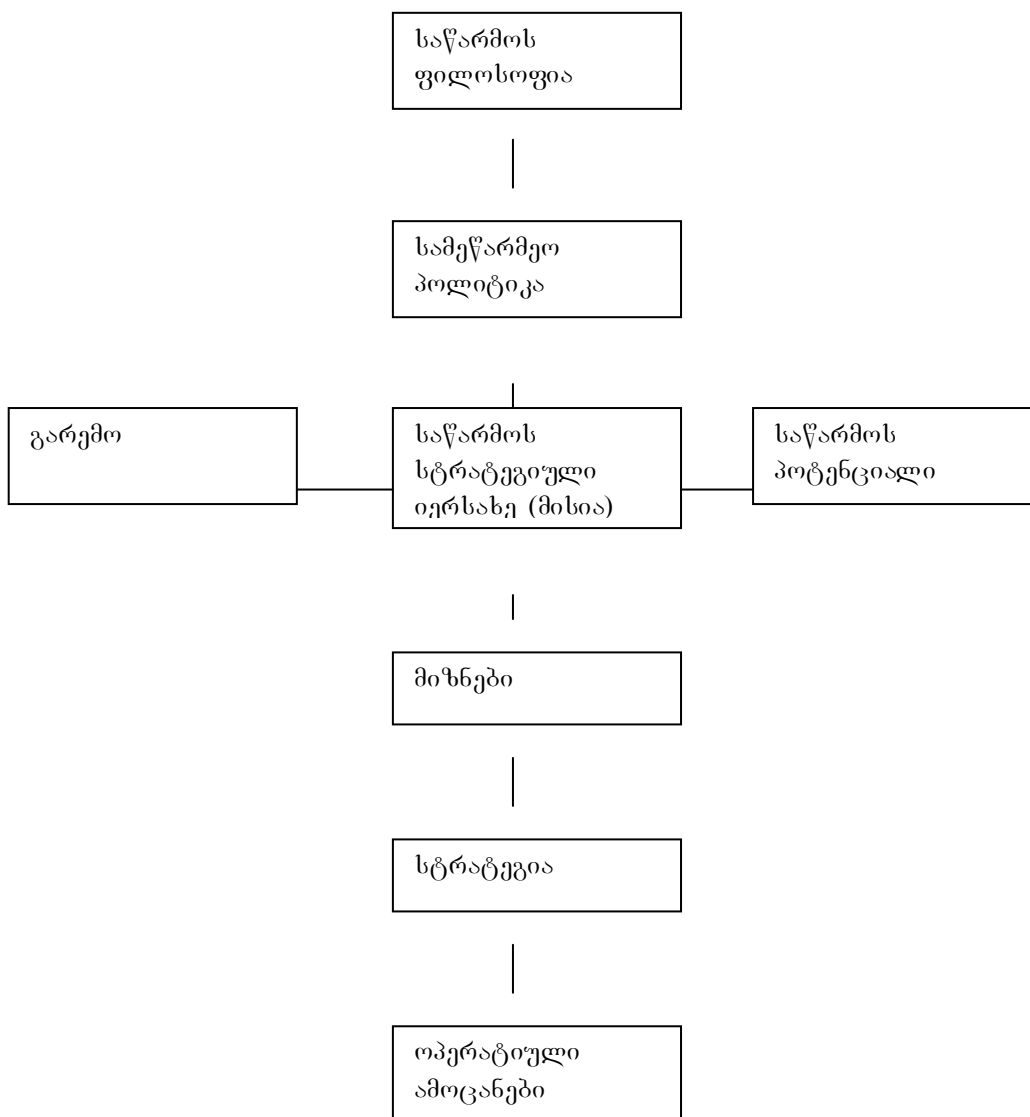 საწარმოს
ფილოსოფია
სამეწარმეო
პოლიტიკა
გარემო
საწარმოს
სტრატეგიული
იერსახე (მისია)
საწარმოს
პოტენციალი
მიზნები
სტრატეგია
ოპერატიული
ამოცანები